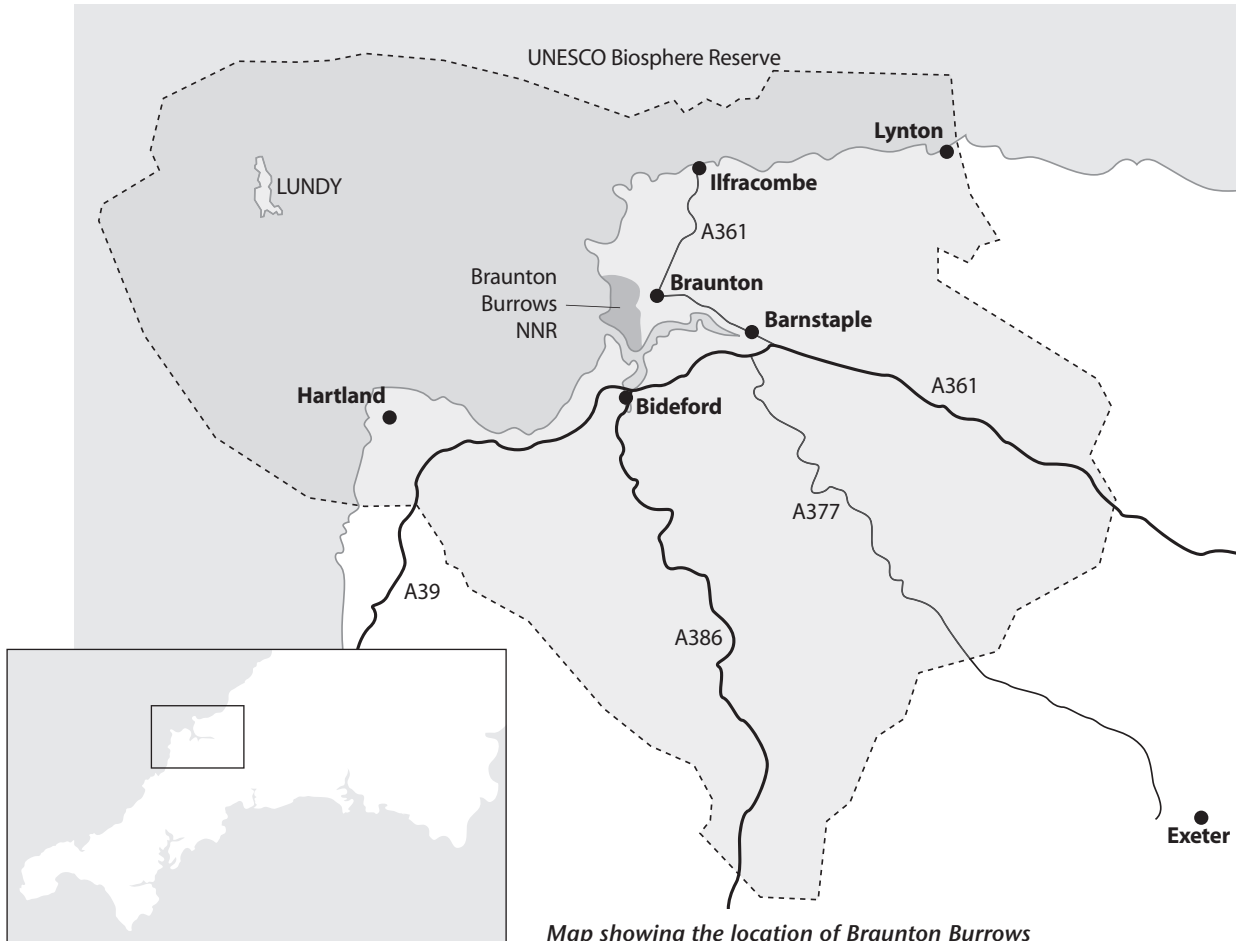 UNESCO Biosphere Reserve
Lynton
LUNDY
Ilfracombe
A361
Braunton
Burrows
NNR
Braunton
Barnstaple
Hartland
Bideford
A361
A377
A39
A386
Exeter
Map showing the location of Braunton Burrows